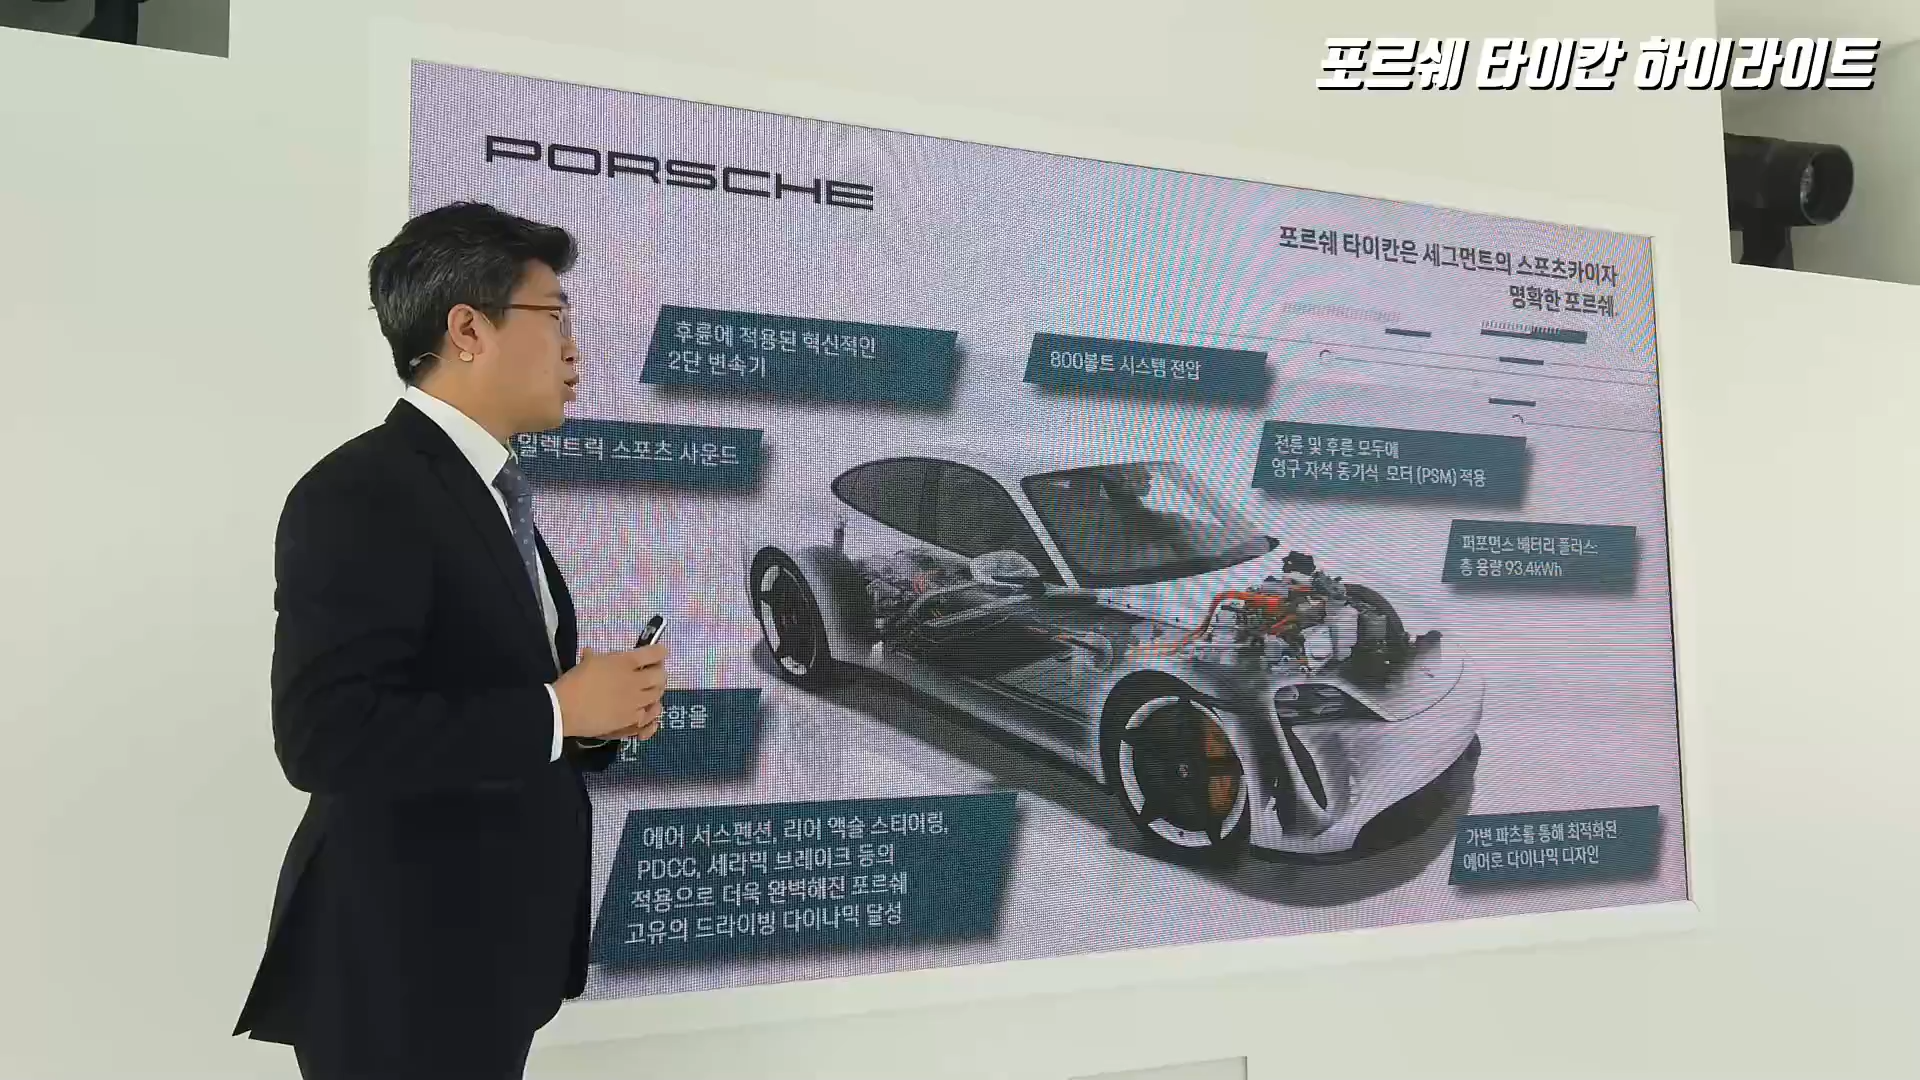 포르쉐 타이칸 하이라이트
PORSCHE
포르쉐 타이칸은 세그먼트의 스포츠카이자
명확한 포르쉐.
후륜에 적용된 혁신적인
2단 변속기
800볼트 시스템 전압
일렉트릭 스포츠 사운드
전륜 및 후륜 모두에
영구 자석 동기식 모터 (PSM) 적용
퍼포먼스 배터리 플러스:
총 용량 93.4kWh
에어 서스펜션, 리어 액슬 스티어링,
PDCC, 세라믹 브레이크 등의
적용으로 더욱 완벽해진 포르쉐
고유의 드라이빙 다이나믹 달성
가변 파츠를 통해 최적화된
에어로 다이나믹 디자인